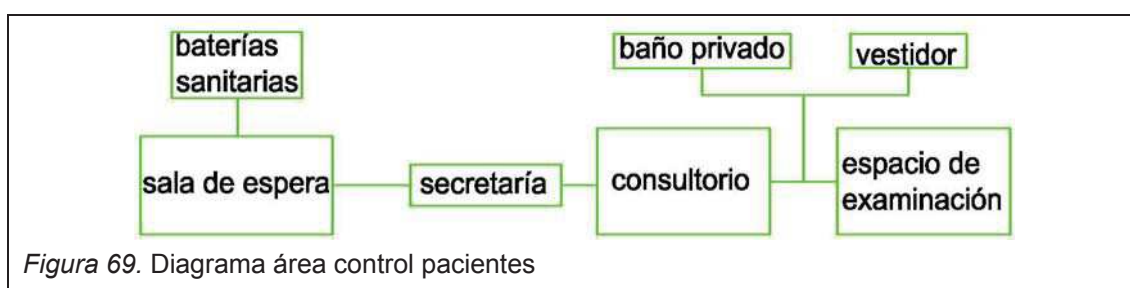 baterías
sanitarias
baño privado
vestidor
sala de espera
secretaría
consultorio
espacio de
examinación
Figura 69. Diagrama área control pacientes